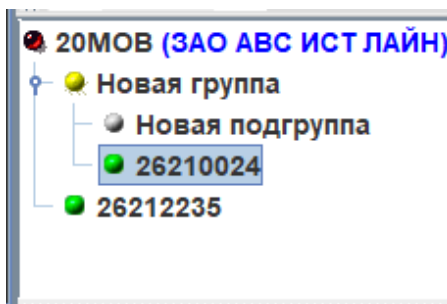 20МОВ (ЗАО АВС ИСТ ЛАЙН)
Новая группа
Новая подгруппа
26210024
26212235